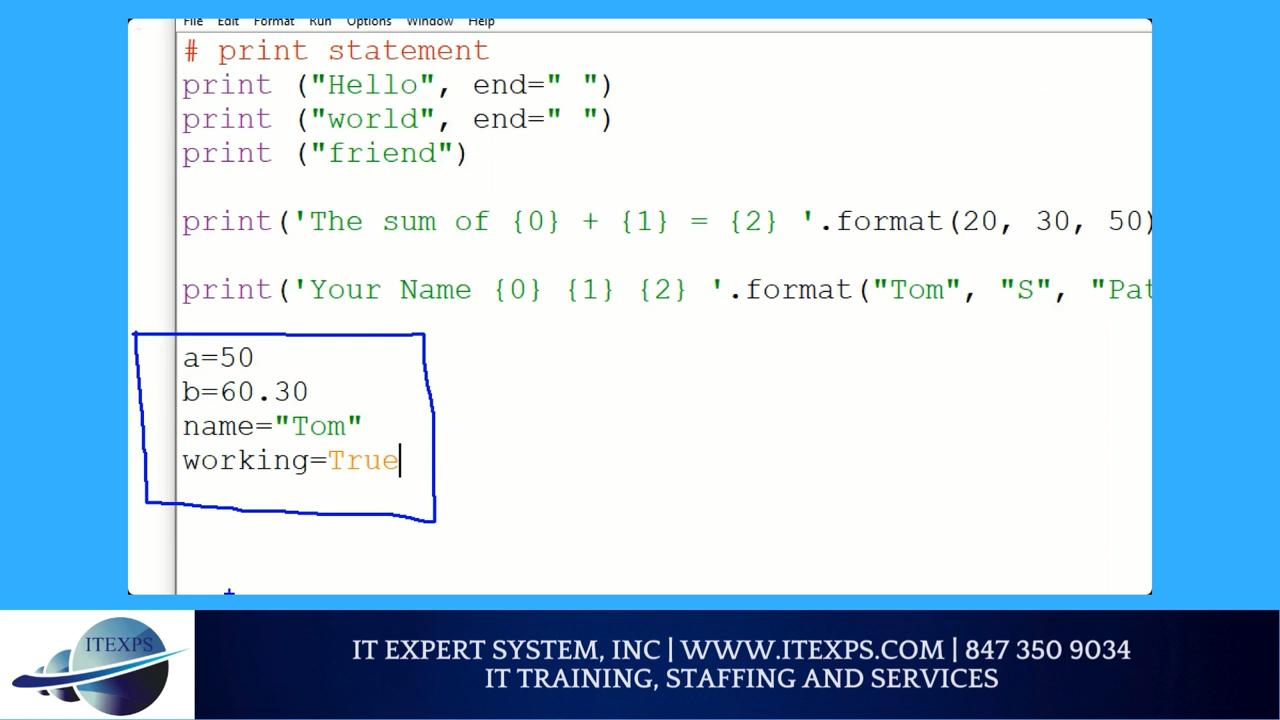 File Edit Format Run Options Window Help
# print statement
print ("Hello", end=" ")
print ("world", end=" ")
print ("friend")
print('The sum of {0} + {1} = {2} '.format(20, 30, 50)
print('Your Name {0} {1} {2} '.format("Tom", "S", "Pat
a=50
b=60.30
name="Tom"
working=True
ITEXPS
IT EXPERT SYSTEM, INC | WWW.ITEXPS.COM | 847 350 9034
IT TRAINING, STAFFING AND SERVICES